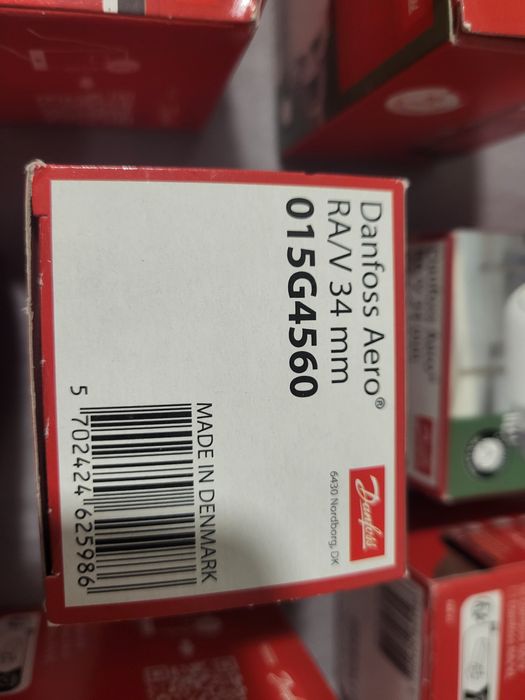 Danfoss Aero®
RA/V 34 mm
015G4560
Danfoss
6430 Nordborg, DK
MADE IN DENMARK
5 702424 625986